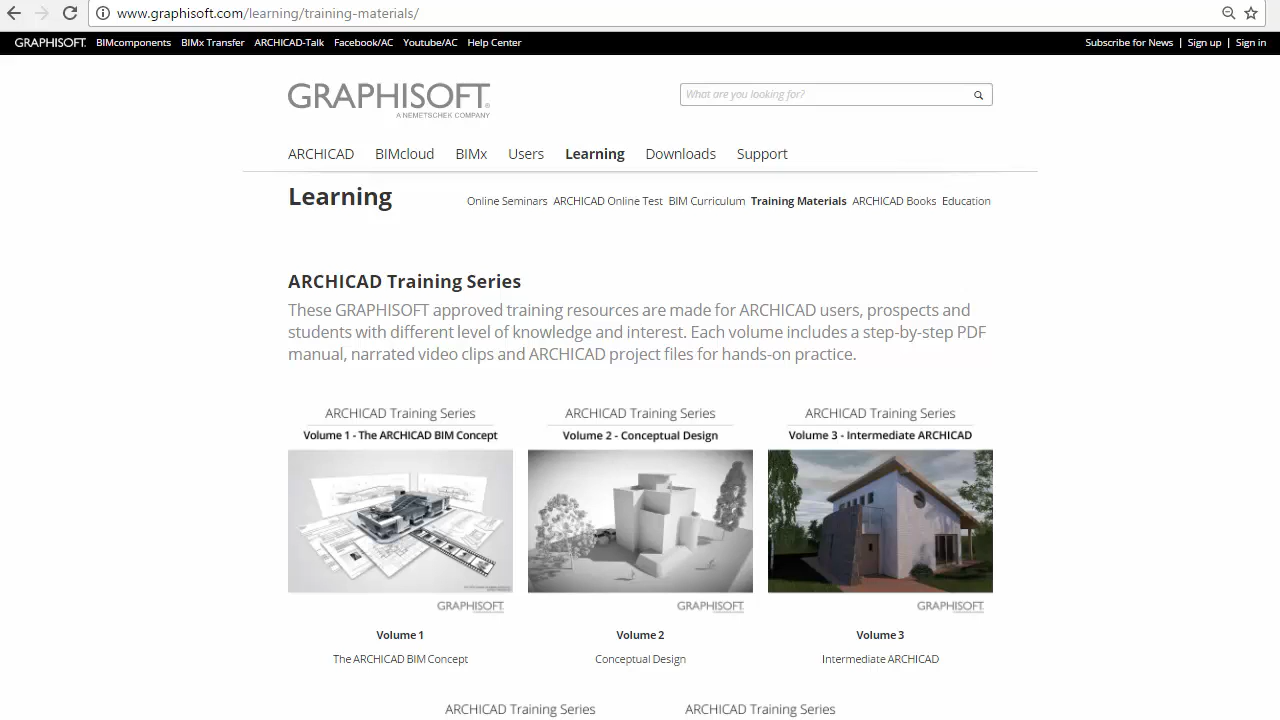 www.graphisoft.com/learning/training-materials/
GRAPHISOFT. BIMcomponents BIMx Transfer ARCHICAD-Talk Facebook/AC Youtube/AC Help Center Subscribe for News | Sign up | Sign in
GRAPHISOFT®
A NEMETSCHEK COMPANY
What are you looking for?
ARCHICAD BIMcloud BIMx Users Learning Downloads Support
Learning Online Seminars ARCHICAD Online Test BIM Curriculum Training Materials ARCHICAD Books Education
ARCHICAD Training Series
These GRAPHISOFT approved training resources are made for ARCHICAD users, prospects and
students with different level of knowledge and interest. Each volume includes a step-by-step PDF
manual, narrated video clips and ARCHICAD project files for hands-on practice.
ARCHICAD Training Series ARCHICAD Training Series ARCHICAD Training Series
Volume 1 - The ARCHICAD BIM Concept Volume 2 - Conceptual Design Volume 3 - Intermediate ARCHICAD
GRAPHISOFT. GRAPHISOFT. GRAPHISOFT.
Volume 1 Volume 2 Volume 3
The ARCHICAD BIM Concept Conceptual Design Intermediate ARCHICAD
ARCHICAD Training Series ARCHICAD Training Series